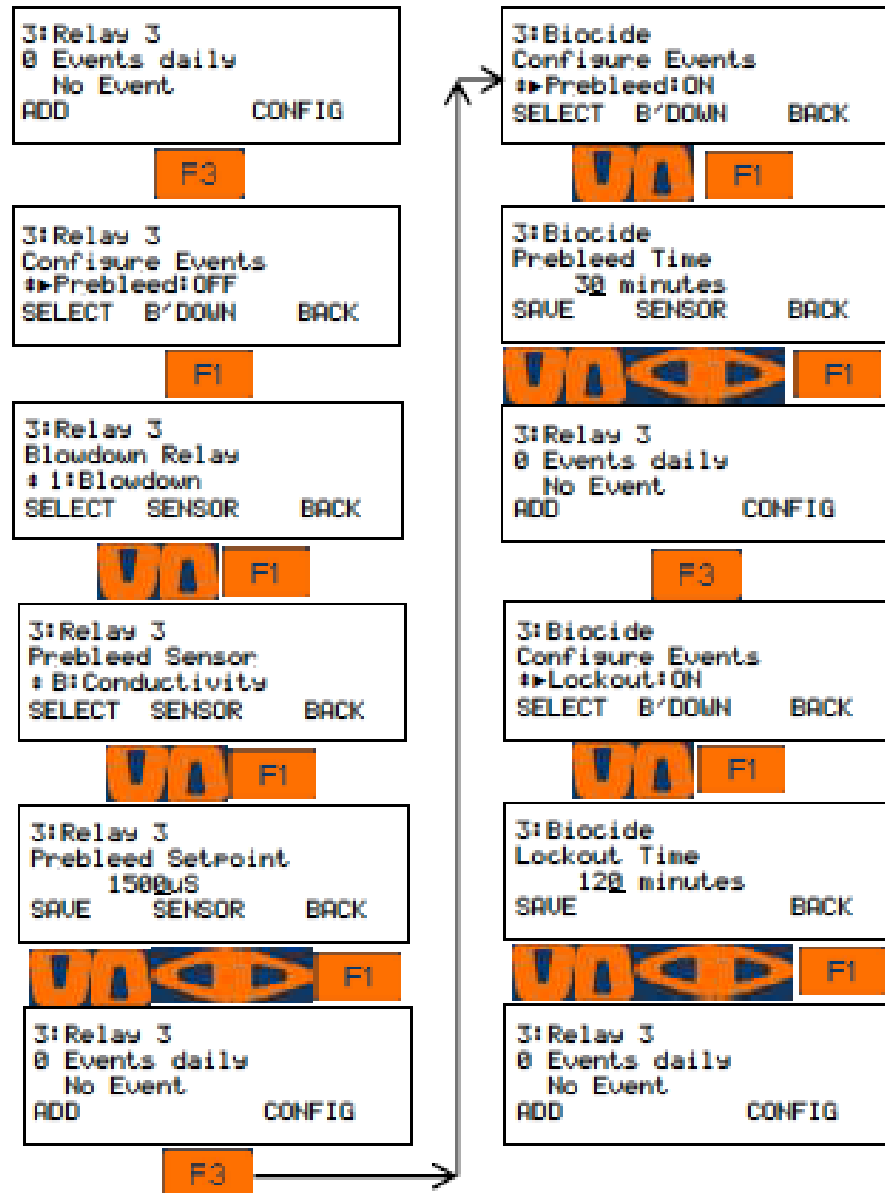 3:Relay 3
0 Events daily
No Event
ADD CONFIG
F3
3:Relay 3
Configure Events
Prebleed:OFF
SELECT B'DOWN BACK
F1
3:Relay 3
Blowdown Relay
1:Blowdown
SELECT SENSOR BACK
F1
3:Relay 3
Prebleed Sensor
B:Conductivity
SELECT SENSOR BACK
F1
3:Relay 3
Prebleed Setpoint
1500uS
SAVE SENSOR BACK
F1
3:Relay 3
0 Events daily
No Event
ADD CONFIG
F3
3:Biocide
Configure Events
Prebleed:ON
SELECT B'DOWN BACK
F1
3:Biocide
Prebleed Time
30 minutes
SAVE SENSOR BACK
F1
3:Relay 3
0 Events daily
No Event
ADD CONFIG
F3
3:Biocide
Configure Events
Lockout:ON
SELECT B'DOWN BACK
F1
3:Biocide
Lockout Time
120 minutes
SAVE BACK
F1
3:Relay 3
0 Events daily
No Event
ADD CONFIG